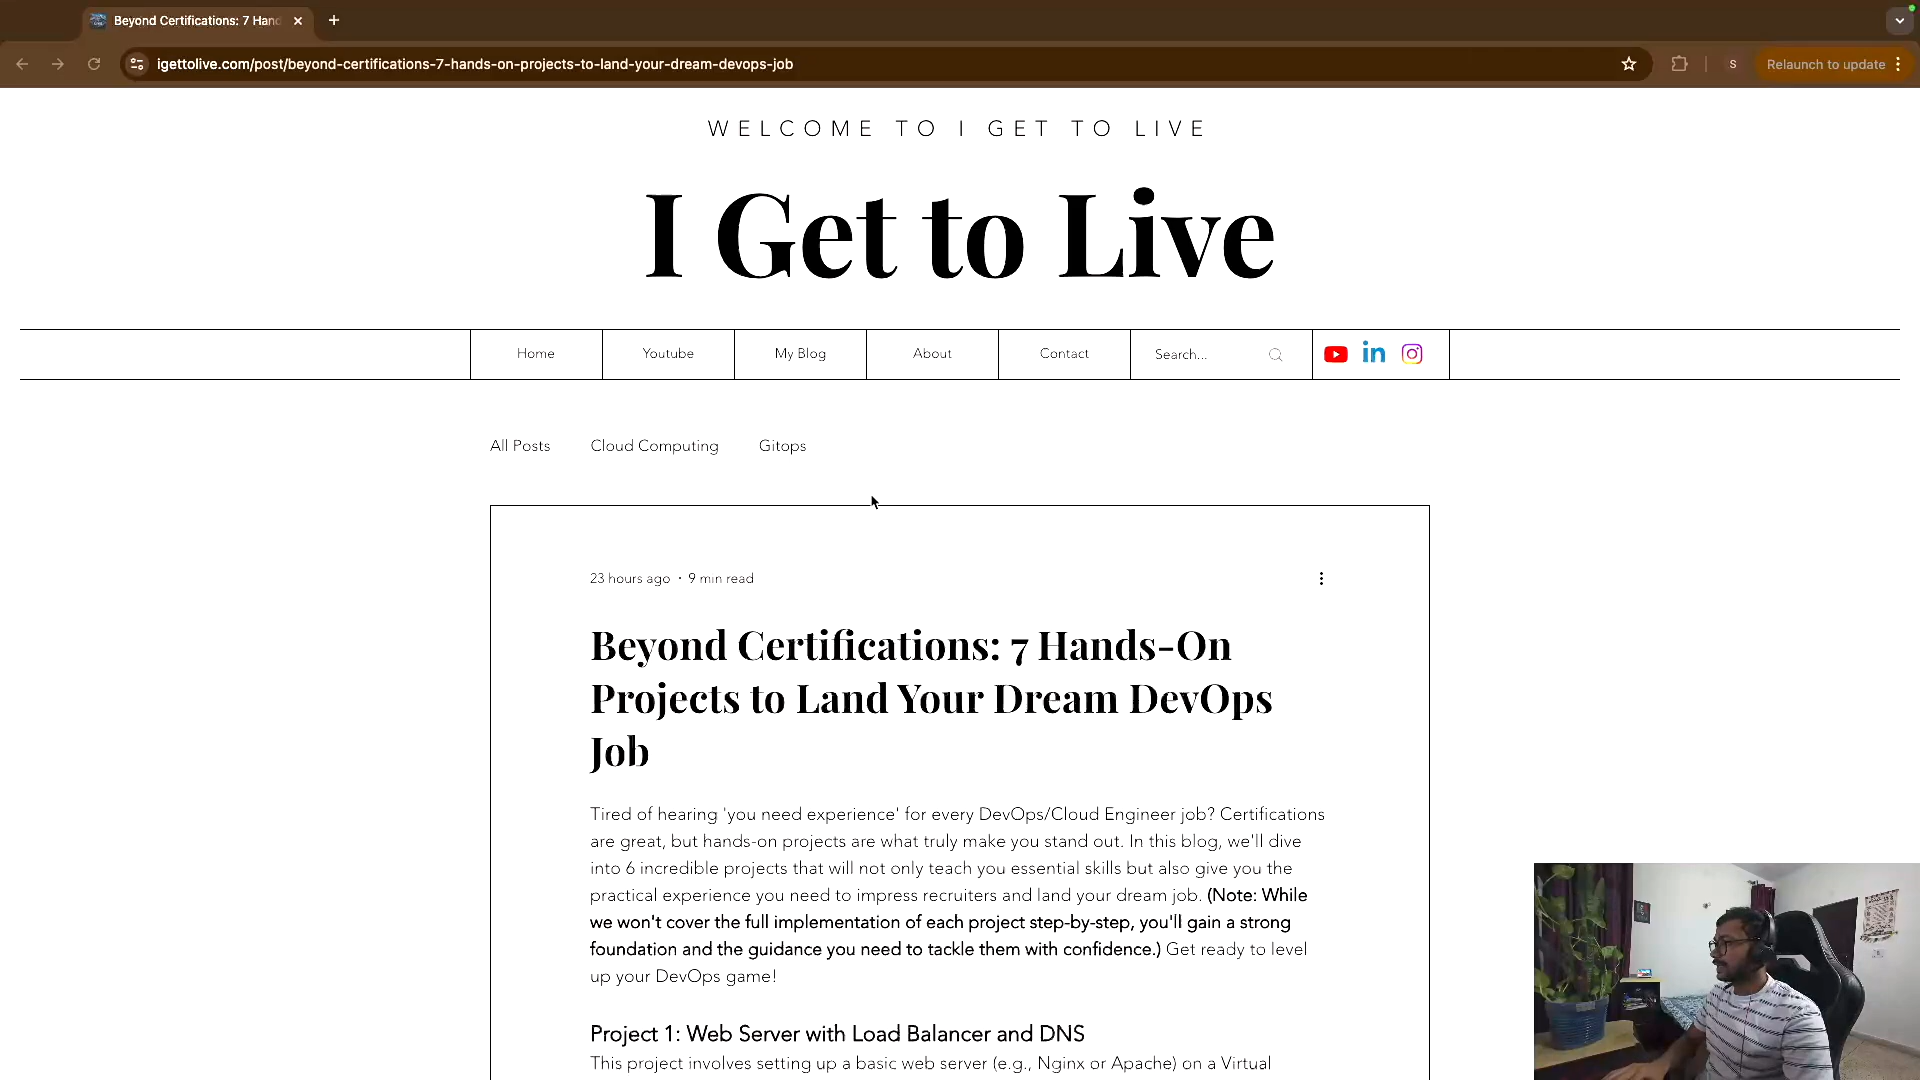 Beyond Certifications: 7 Hand
igettolive.com/post/beyond-certifications-7-hands-on-projects-to-land-your-dream-devops-job
S
Relaunch to update
WELCOME TO I GET TO LIVE
I Get to Live
Home
Youtube
My Blog
About
Contact
Search...
All Posts
Cloud Computing
Gitops
23 hours ago · 9 min read
Beyond Certifications: 7 Hands-On
Projects to Land Your Dream DevOps
Job
Tired of hearing 'you need experience' for every DevOps/Cloud Engineer job? Certifications
are great, but hands-on projects are what truly make you stand out. In this blog, we'll dive
into 6 incredible projects that will not only teach you essential skills but also give you the
practical experience you need to impress recruiters and land your dream job. (Note: While
we won't cover the full implementation of each project step-by-step, you'll gain a strong
foundation and the guidance you need to tackle them with confidence.) Get ready to level
up your DevOps game!
Project 1: Web Server with Load Balancer and DNS
This project involves setting up a basic web server (e.g., Nginx or Apache) on a Virtual